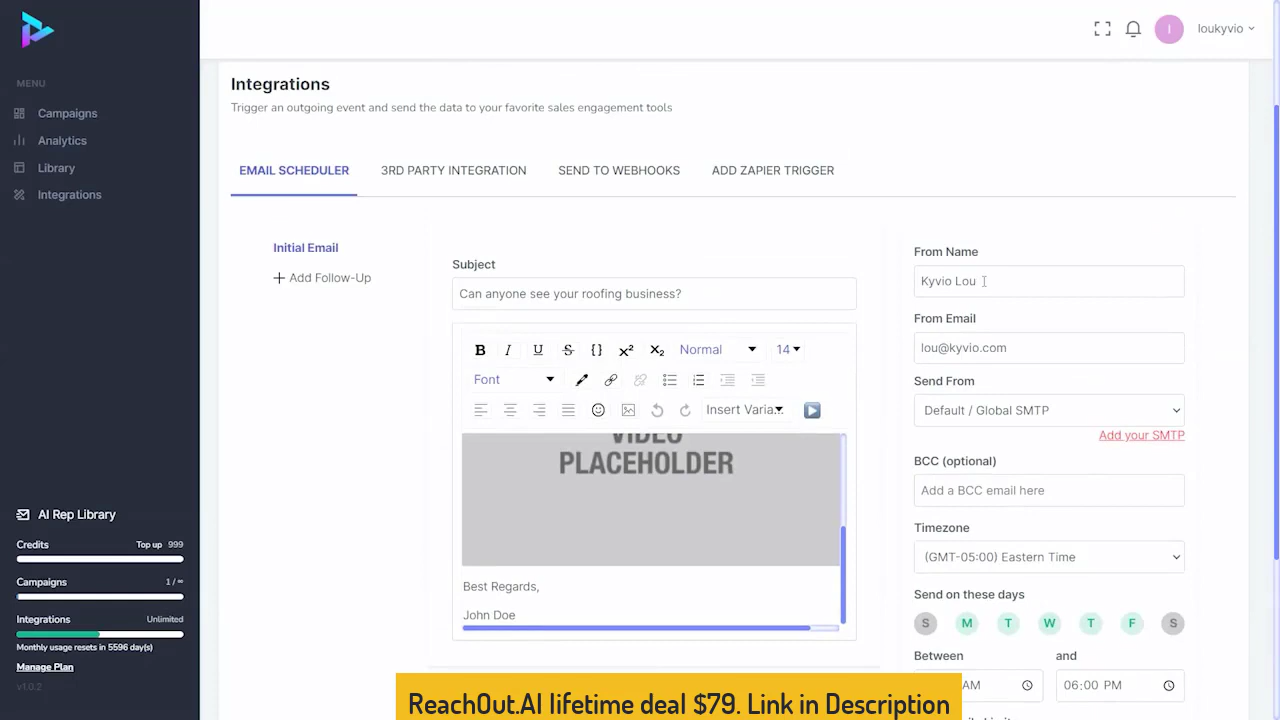 loukyvio
MENU
Campaigns
Analytics
Library
Integrations
AI Rep Library
Credits Top up 999
Campaigns 1 / ∞
Integrations Unlimited
Monthly usage resets in 5596 day(s)
Manage Plan
v1.0.2
Integrations
Trigger an outgoing event and send the data to your favorite sales engagement tools
EMAIL SCHEDULER 3RD PARTY INTEGRATION SEND TO WEBHOOKS ADD ZAPIER TRIGGER
Initial Email
Add Follow-Up
Subject
Can anyone see your roofing business?
Normal 14
Font
Insert Varia...
VIDEO
PLACEHOLDER
Best Regards,
John Doe
From Name
Kyvio Lou
From Email
lou@kyvio.com
Send From
Default / Global SMTP
Add your SMTP
BCC (optional)
Add a BCC email here
Timezone
(GMT-05:00) Eastern Time
Send on these days
S M T W T F S
Between and
AM 06:00 PM
ReachOut.AI lifetime deal $79. Link in Description